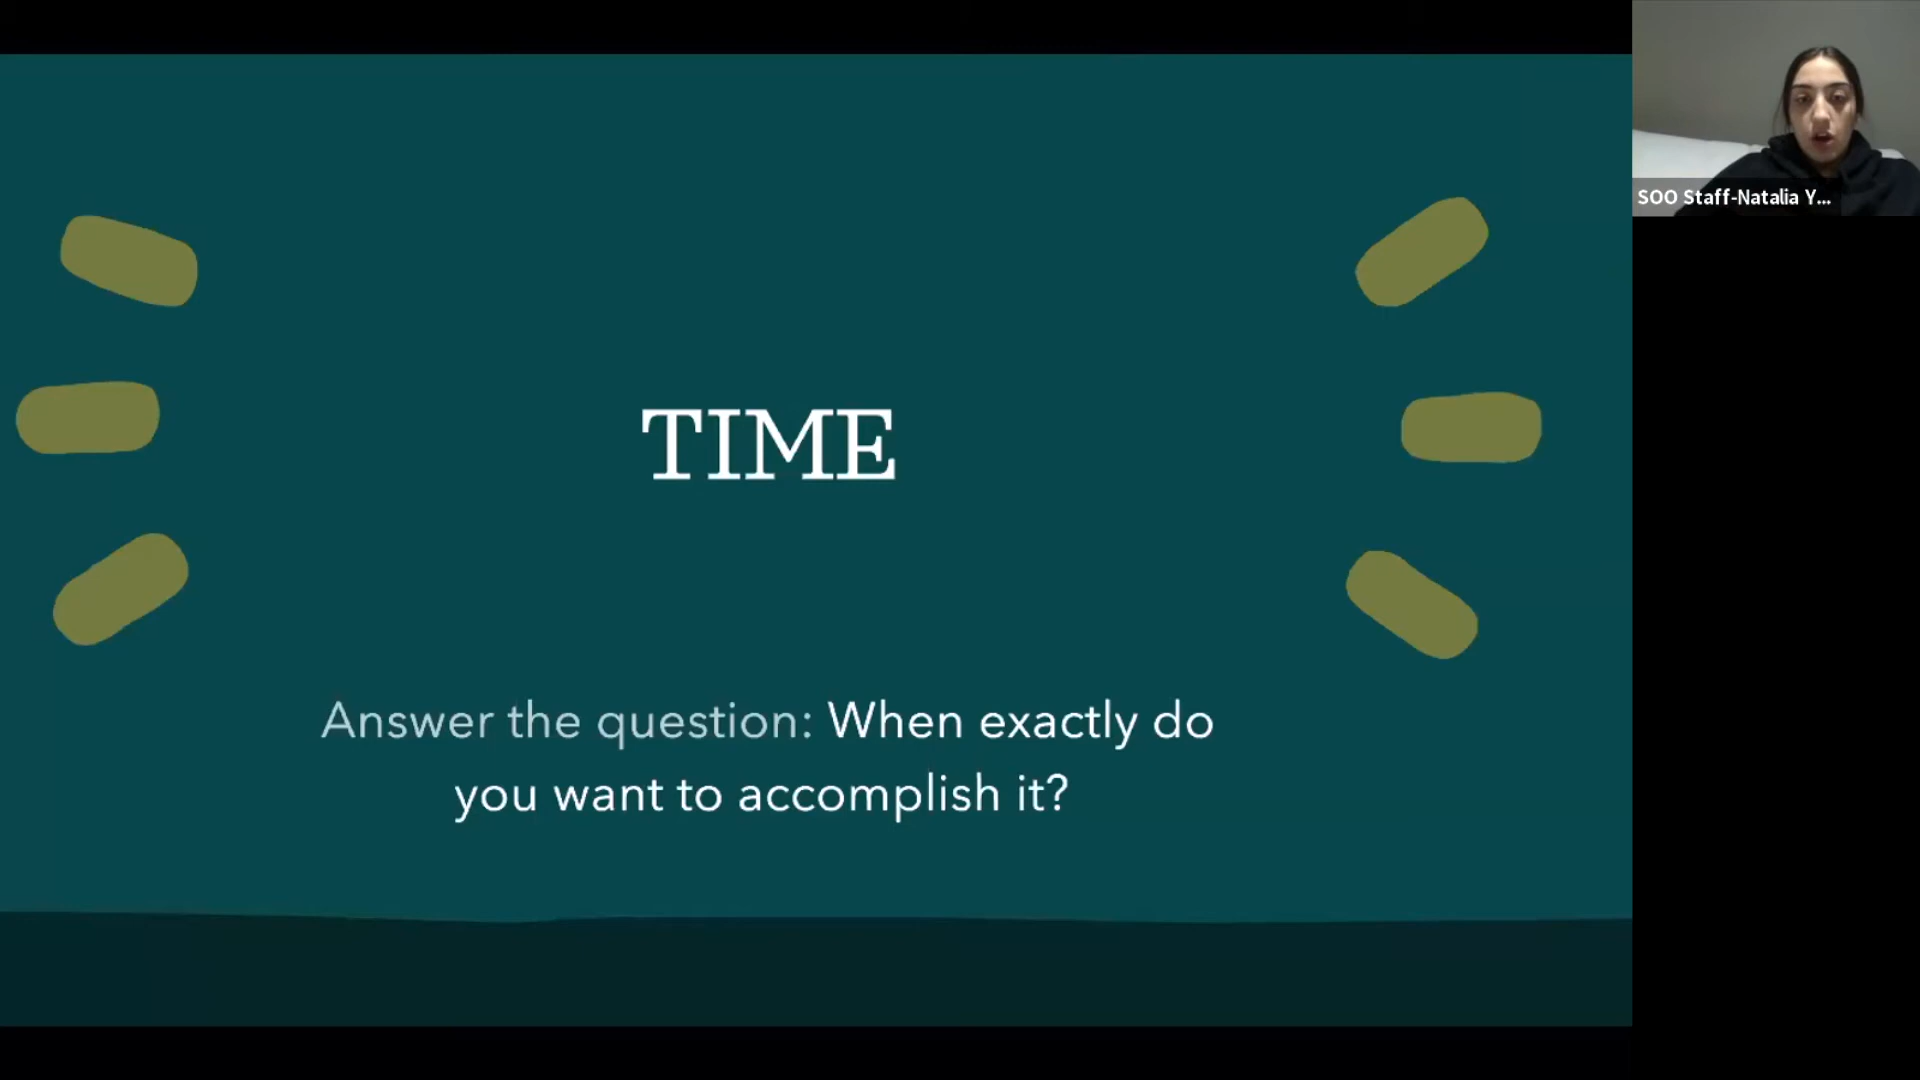 TIME
Answer the question: When exactly do
you want to accomplish it?
SOO Staff-Natalia Y...